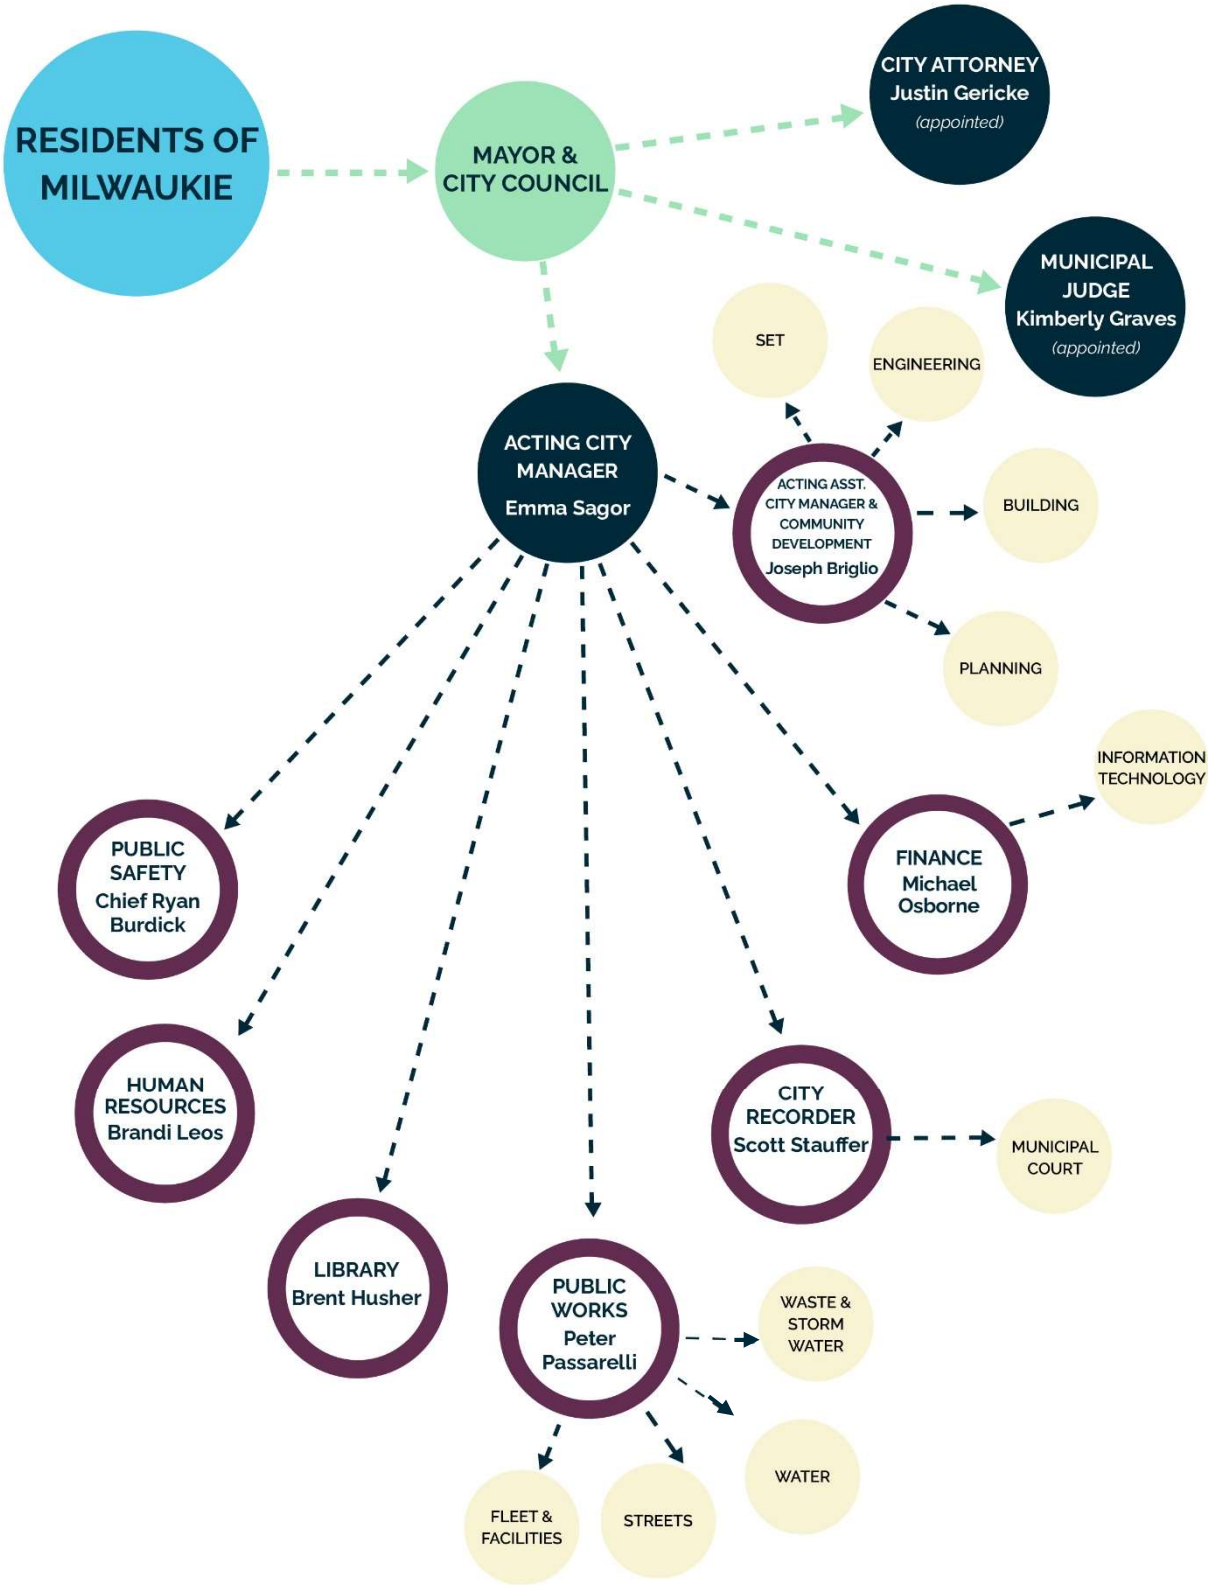 RESIDENTS OF
MILWAUKIE
MAYOR &
CITY COUNCIL
CITY ATTORNEY
Justin Gericke
(appointed)
MUNICIPAL
JUDGE
Kimberly Graves
(appointed)
SET
ENGINEERING
ACTING CITY
MANAGER
Emma Sagor
ACTING ASST.
CITY MANAGER &
COMMUNITY
DEVELOPMENT
Joseph Briglio
BUILDING
PLANNING
INFORMATION
TECHNOLOGY
PUBLIC
SAFETY
Chief Ryan
Burdick
FINANCE
Michael
Osborne
HUMAN
RESOURCES
Brandi Leos
CITY
RECORDER
Scott Stauffer
MUNICIPAL
COURT
LIBRARY
Brent Husher
PUBLIC
WORKS
Peter
Passarelli
WASTE &
STORM
WATER
WATER
FLEET &
FACILITIES
STREETS